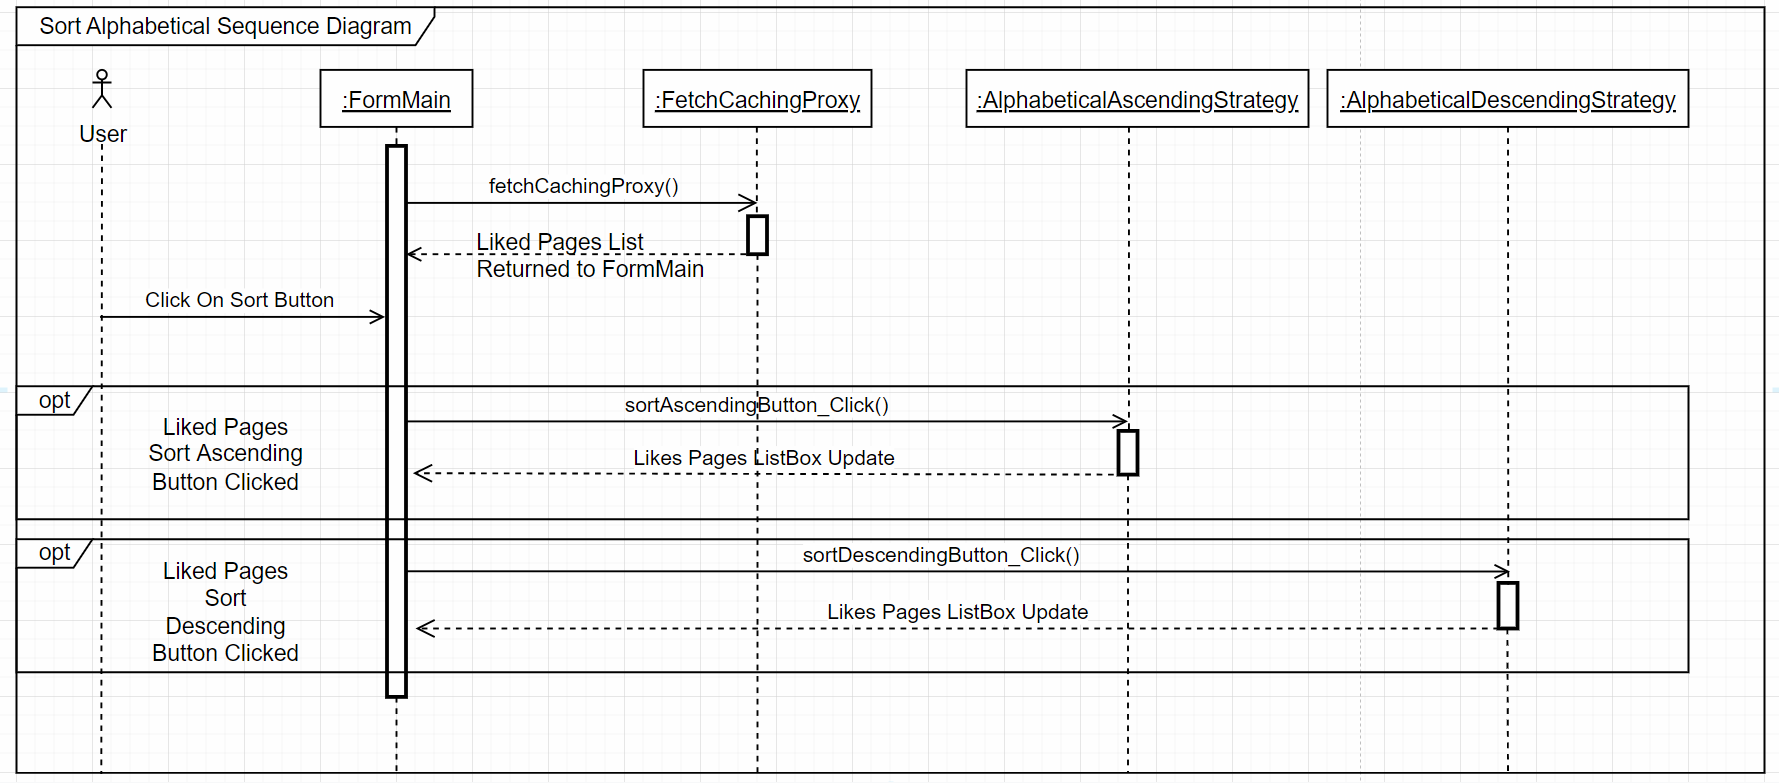 Sort Alphabetical Sequence Diagram
User
:FormMain
:FetchCachingProxy
:AlphabeticalAscendingStrategy
:AlphabeticalDescendingStrategy
fetchCachingProxy()
Liked Pages List
Returned to FormMain
Click On Sort Button
opt
Liked Pages
Sort Ascending
Button Clicked
sortAscendingButton_Click()
Likes Pages ListBox Update
opt
Liked Pages
Sort
Descending
Button Clicked
sortDescendingButton_Click()
Likes Pages ListBox Update